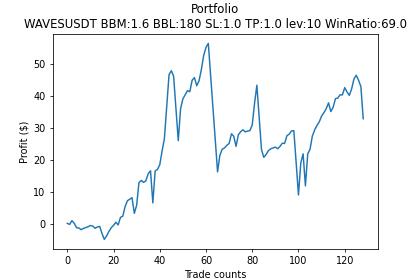 Portfolio
WAVESUSDT BBM:1.6 BBL:180 SL:1.0 TP:1.0 lev:10 WinRatio:69.0
Profit ($)
50
40
30
20
10
0
0 20 40 60 80 100 120
Trade counts